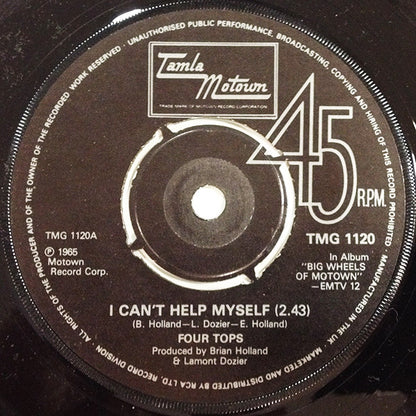 UNAUTHORISED PUBLIC PERFORMANCE, BROADCASTING, COPYING AND HIRING OF THIS RECORD PROHIBITED.
MANUFACTURED IN THE U.K.
MARKETED AND DISTRIBUTED BY RCA LTD., RECORD DIVISION.
ALL RIGHTS OF THE PRODUCER AND OF THE OWNER OF THE RECORDED WORK RESERVED
Tamla
Motown
TRADE MARK OF MOTOWN RECORD CORPORATION
45
R.P.M.
TMG 1120A
TMG 1120
℗ 1965
Motown
Record Corp.
In Album
"BIG WHEELS
OF MOTOWN"
—EMTV 12
I CAN'T HELP MYSELF (2.43)
(B. Holland—L. Dozier—E. Holland)
FOUR TOPS
Produced by Brian Holland
& Lamont Dozier